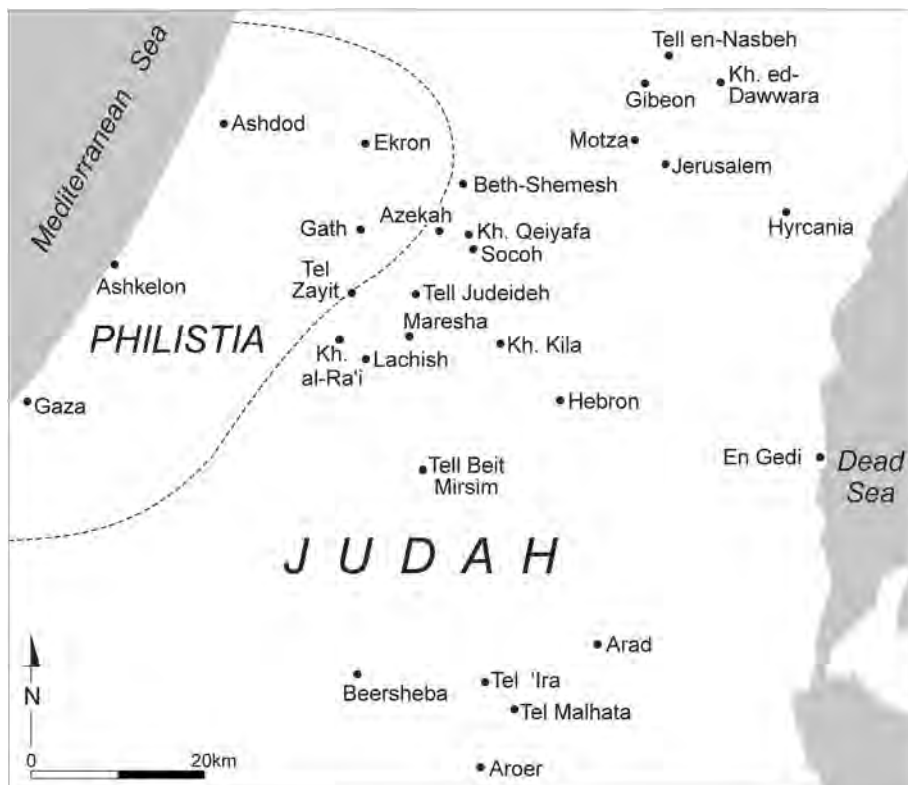 Mediterranean Sea
Tell en-Nasbeh
Kh. ed-
Dawwara
Gibeon
Ashdod
Ekron
Motza
Jerusalem
Beth-Shemesh
Azekah
Gath
Kh. Qeiyafa
Socoh
Hyrcania
Ashkelon
Tel
Zayit
Tell Judeideh
Maresha
PHILISTIA
Kh.
al-Ra'i
Lachish
Kh. Kila
Gaza
Hebron
En Gedi
Dead
Sea
Tell Beit
Mirsim
JUDAH
Arad
Beersheba
Tel 'Ira
Tel Malhata
N
0 20km
Aroer